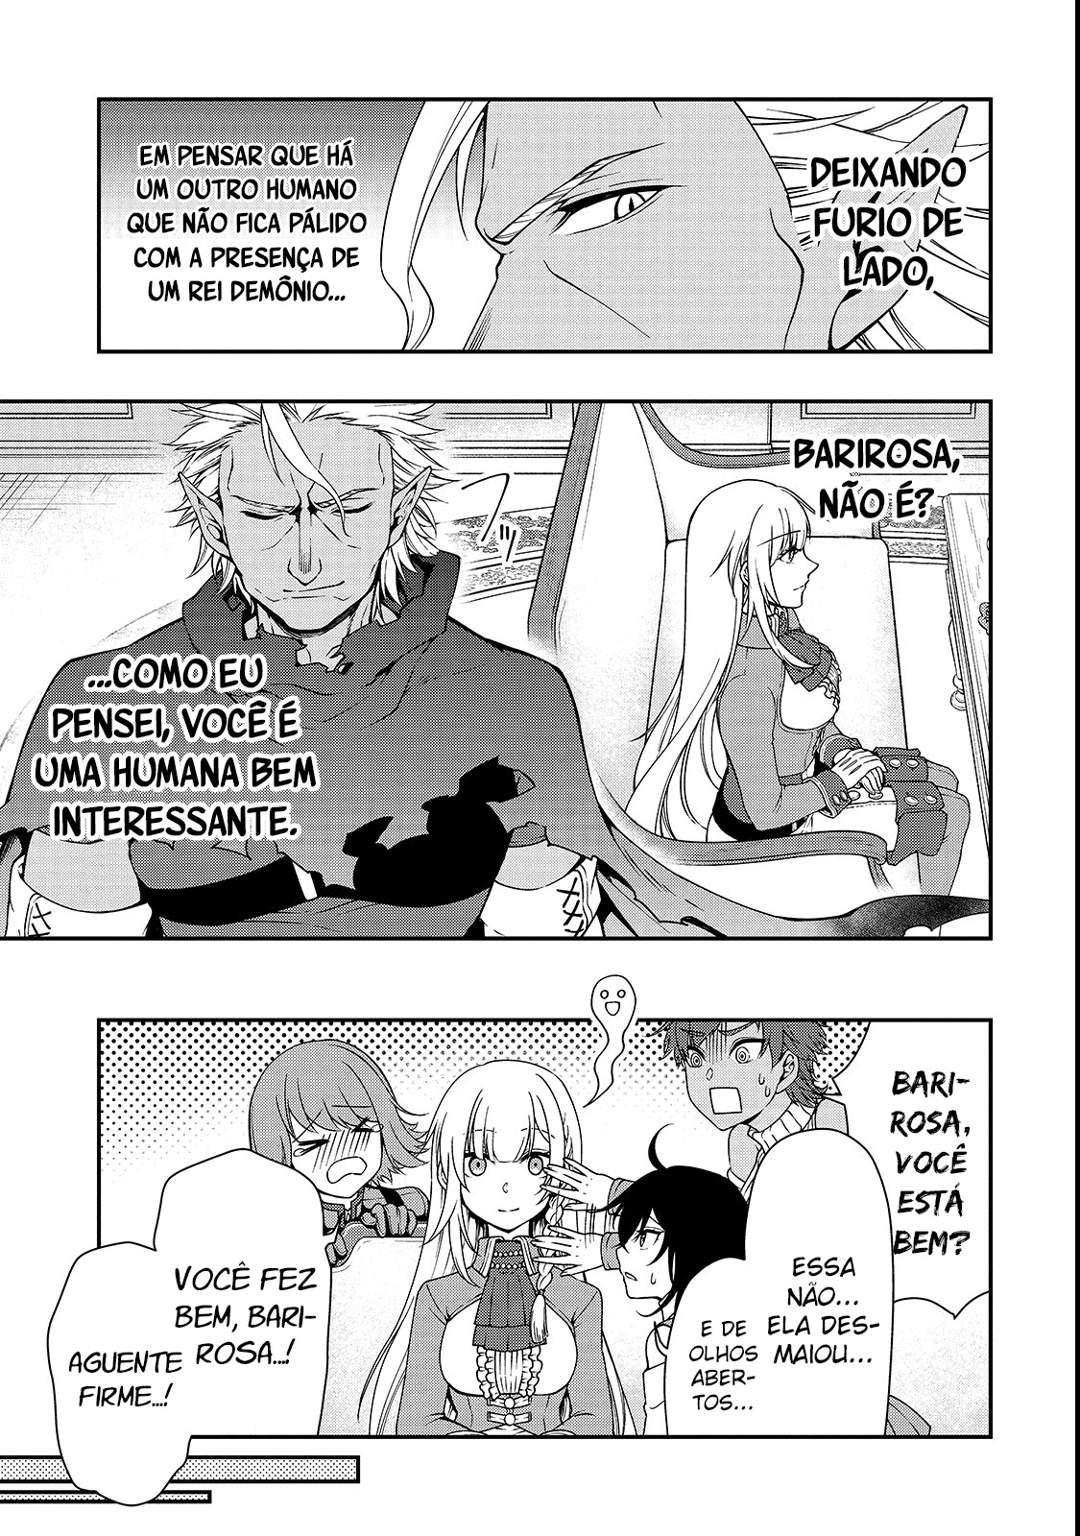 DEIXANDO
FURIO DE
LADO,
EM PENSAR QUE HÁ
UM OUTRO HUMANO
QUE NÃO FICA PÁLIDO
COM A PRESENÇA DE
UM REI DEMÔNIO...
BARIROSA,
NÃO É?
...COMO EU
PENSEI, VOCÊ É
UMA HUMANA BEM
INTERESSANTE.
BARI-
ROSA,
VOCÊ
ESTÁ
BEM?
ESSA
NÃO...
ELA DES-
MAIOU...
E DE
OLHOS
ABER-
TOS...
VOCÊ FEZ
BEM, BARI-
ROSA...!
AGUENTE
FIRME...!